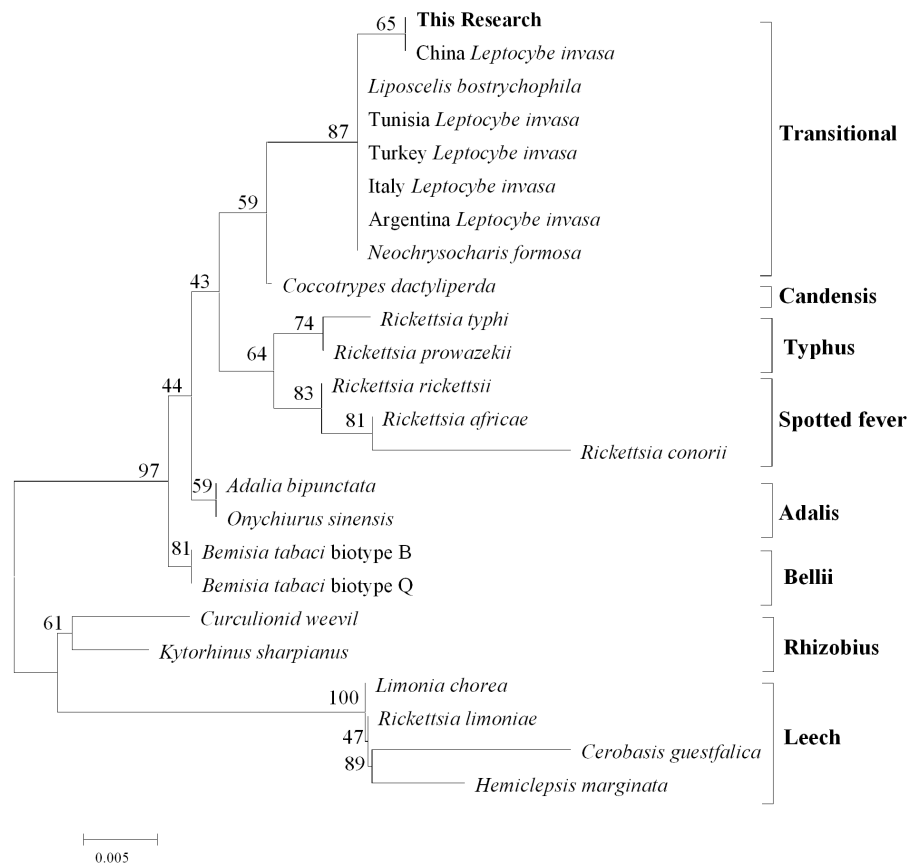 65
This Research
China Leptocybe invasa
Liposcelis bostrychophila
Tunisia Leptocybe invasa
87
Transitional
Turkey Leptocybe invasa
Italy Leptocybe invasa
59
Argentina Leptocybe invasa
Neochrysocharis formosa
43
Coccotrypes dactyliperda
Candensis
74
Rickettsia typhi
64
Rickettsia prowazekii
Typhus
44
83
Rickettsia rickettsii
81
Rickettsia africae
Spotted fever
Rickettsia conorii
97
59
Adalia bipunctata
Onychiurus sinensis
Adalis
81
Bemisia tabaci biotype B
Bemisia tabaci biotype Q
Bellii
61
Curculionid weevil
Kytorhinus sharpianus
Rhizobius
100
Limonia chorea
47
Rickettsia limoniae
Leech
89
Cerobasis guestfalica
Hemiclepsis marginata
0.005